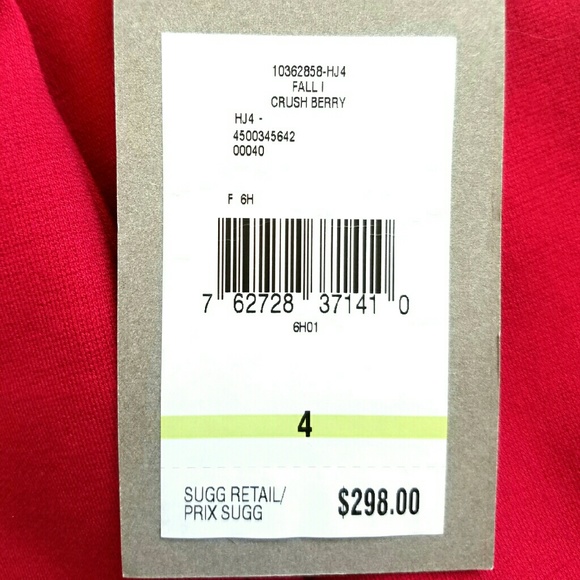 10362858-HJ4
FALL I
CRUSH BERRY
HJ4 -
4500345642
00040
F 6H
7 62728 37141 0
6H01
4
SUGG RETAIL/
PRIX SUGG
$298.00